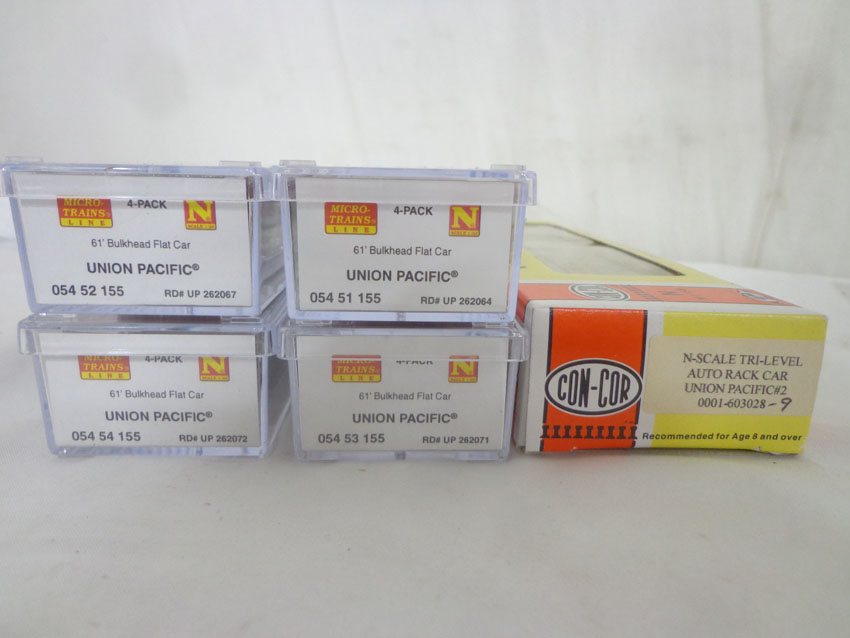 MICRO-
TRAINS®
LINE
4-PACK
N
61' Bulkhead Flat Car
UNION PACIFIC®
054 52 155
RD# UP 262067
MICRO-
TRAINS®
LINE
4-PACK
N
61' Bulkhead Flat Car
UNION PACIFIC®
054 51 155
RD# UP 262064
MICRO-
TRAINS®
LINE
4-PACK
N
61' Bulkhead Flat Car
UNION PACIFIC®
054 54 155
RD# UP 262072
MICRO-
TRAINS®
LINE
4-PACK
N
61' Bulkhead Flat Car
UNION PACIFIC®
054 53 155
RD# UP 262071
CON-COR
CON-COR
N-SCALE TRI-LEVEL
AUTO RACK CAR
UNION PACIFIC#2
0001-603028-9
Recommended for Age 8 and over